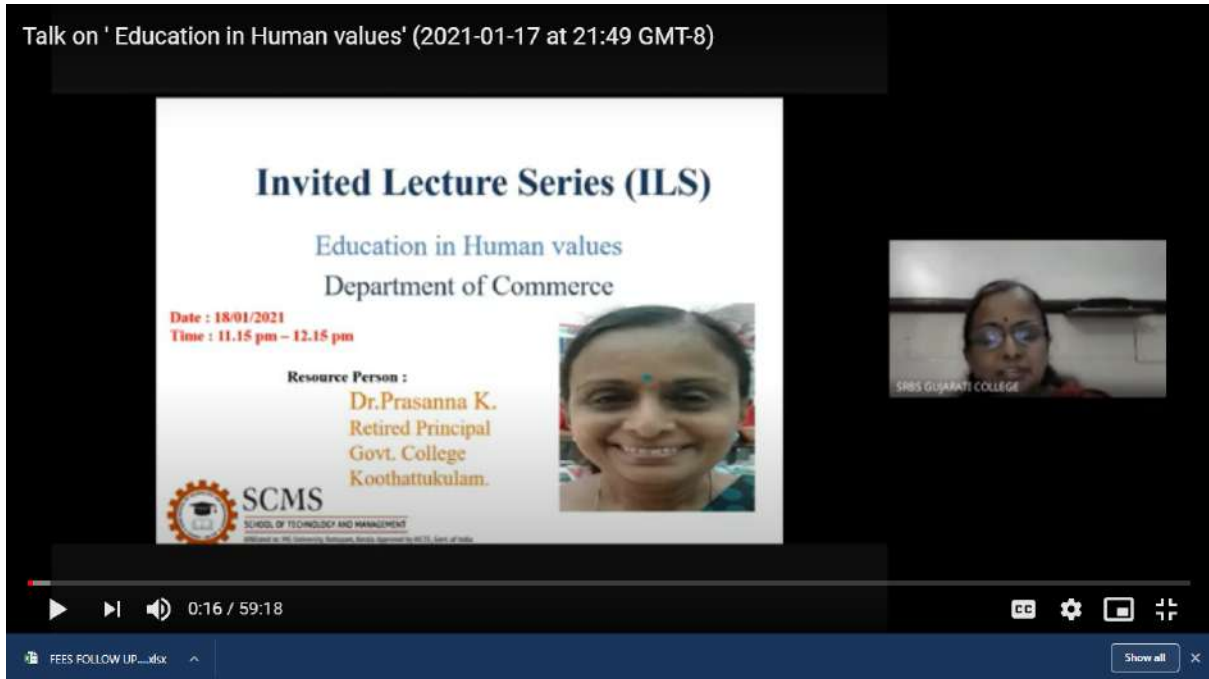 Talk on ' Education in Human values' (2021-01-17 at 21:49 GMT-8)
Invited Lecture Series (ILS)
Education in Human values
Department of Commerce
Date : 18/01/2021
Time : 11.15 pm – 12.15 pm
Resource Person :
Dr.Prasanna K.
Retired Principal
Govt. College
Koothattukulam.
SCMS
SCHOOL OF TECHNOLOGY AND MANAGEMENT
SRBS GUJARATI COLLEGE
0:16 / 59:18
CC
FEES FOLLOW UP....xlsx
Show all